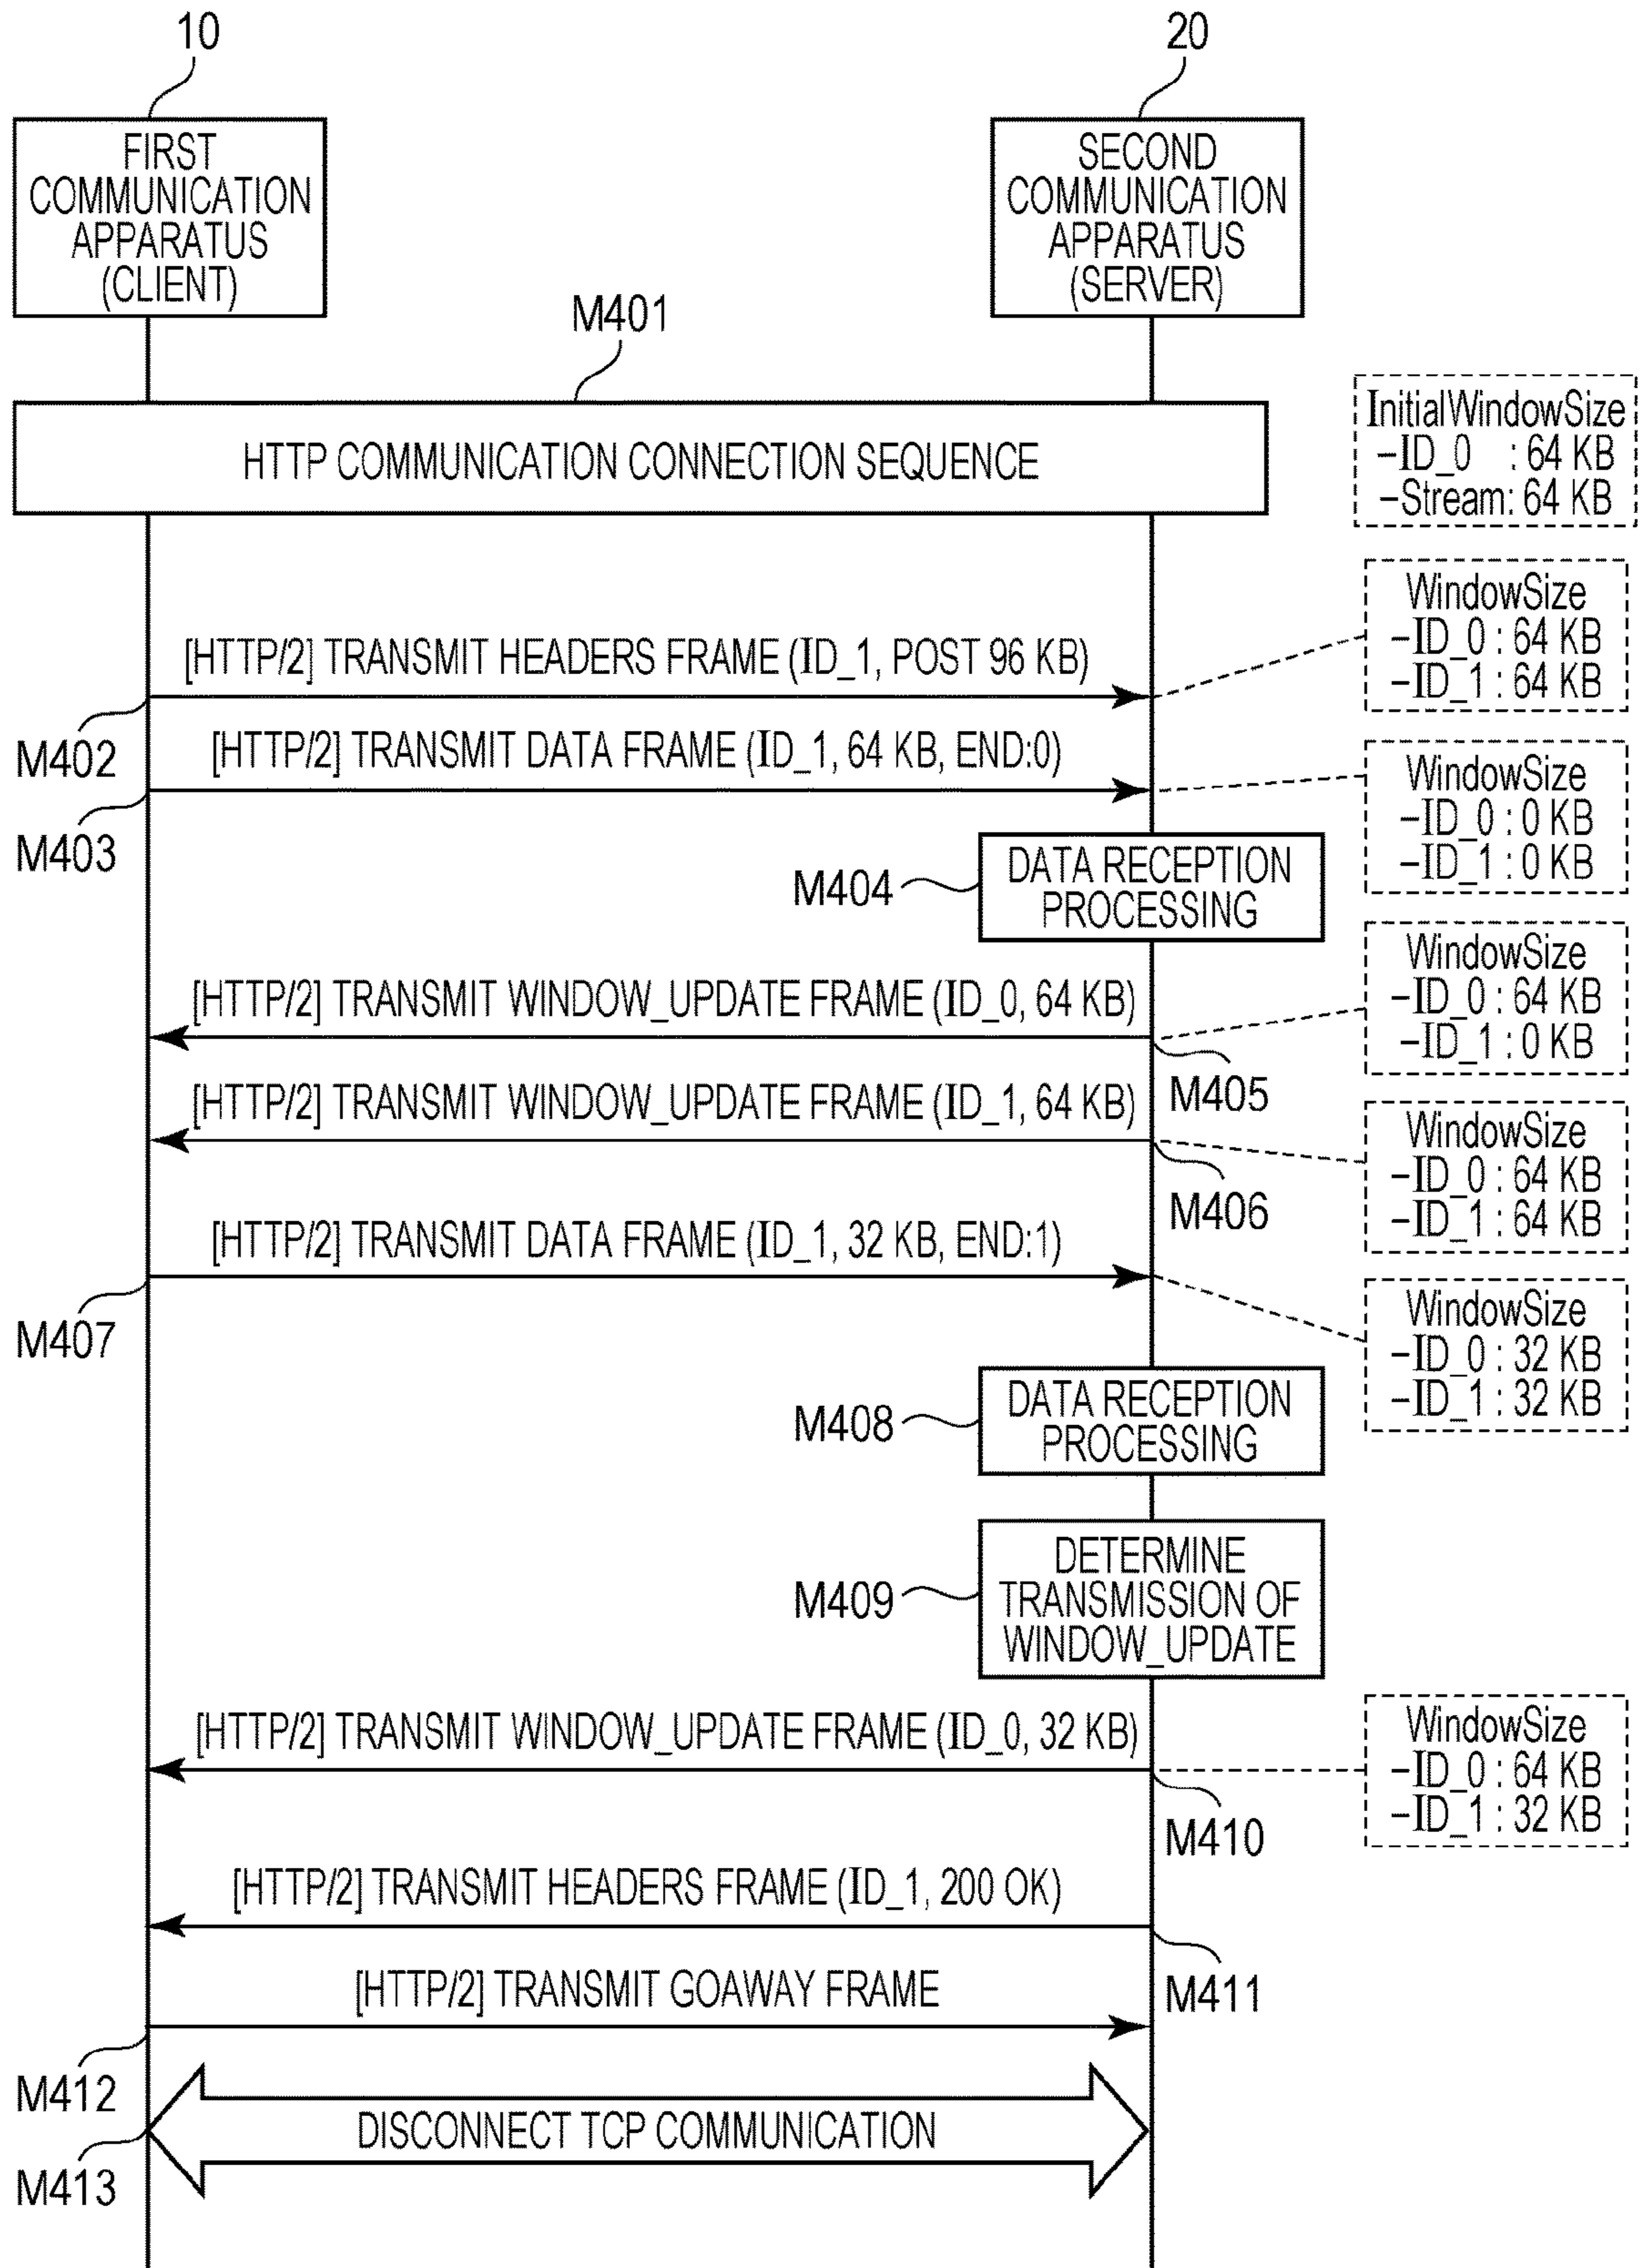 10
20
FIRST
COMMUNICATION
APPARATUS
(CLIENT)
SECOND
COMMUNICATION
APPARATUS
(SERVER)
M401
HTTP COMMUNICATION CONNECTION SEQUENCE
InitialWindowSize
–ID_0 : 64 KB
–Stream: 64 KB
[HTTP/2] TRANSMIT HEADERS FRAME (ID_1, POST 96 KB)
M402
WindowSize
–ID_0 : 64 KB
–ID_1 : 64 KB
[HTTP/2] TRANSMIT DATA FRAME (ID_1, 64 KB, END:0)
M403
WindowSize
–ID_0 : 0 KB
–ID_1 : 0 KB
M404
DATA RECEPTION
PROCESSING
[HTTP/2] TRANSMIT WINDOW_UPDATE FRAME (ID_0, 64 KB)
M405
WindowSize
–ID_0 : 64 KB
–ID_1 : 0 KB
[HTTP/2] TRANSMIT WINDOW_UPDATE FRAME (ID_1, 64 KB)
M406
WindowSize
–ID_0 : 64 KB
–ID_1 : 64 KB
[HTTP/2] TRANSMIT DATA FRAME (ID_1, 32 KB, END:1)
M407
WindowSize
–ID_0 : 32 KB
–ID_1 : 32 KB
M408
DATA RECEPTION
PROCESSING
M409
DETERMINE
TRANSMISSION OF
WINDOW_UPDATE
[HTTP/2] TRANSMIT WINDOW_UPDATE FRAME (ID_0, 32 KB)
M410
WindowSize
–ID_0 : 64 KB
–ID_1 : 32 KB
[HTTP/2] TRANSMIT HEADERS FRAME (ID_1, 200 OK)
M411
[HTTP/2] TRANSMIT GOAWAY FRAME
M412
DISCONNECT TCP COMMUNICATION
M413